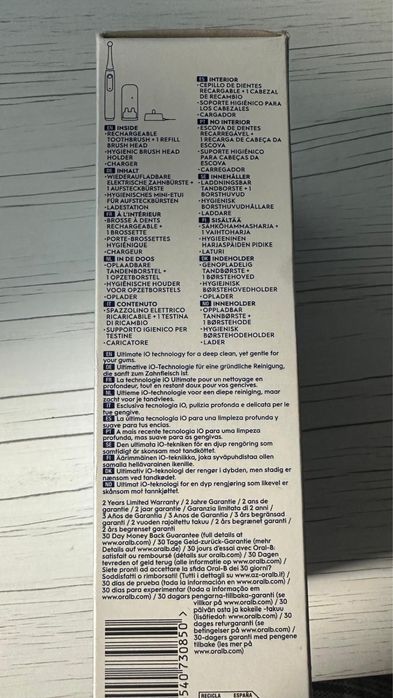 EN INSIDE
•RECHARGEABLE
TOOTHBRUSH + 1 REFILL
BRUSH HEAD
•HYGIENIC BRUSH HEAD
HOLDER
•CHARGER
DE INHALT
•WIEDERAUFLADBARE
ELEKTRISCHE ZAHNBÜRSTE +
1 AUFSTECKBÜRSTE
•HYGIENISCHES MINI-ETUI
FÜR AUFSTECKBÜRSTEN
•LADESTATION
FR À L'INTÉRIEUR
•BROSSE À DENTS
RECHARGEABLE +
1 BROSSETTE
•PORTE-BROSSETTES
HYGIÉNIQUE
•CHARGEUR
NL IN DE DOOS
•OPLAADBARE
TANDENBORSTEL +
1 OPZETBORSTEL
•HYGIËNISCHE HOUDER
VOOR OPZETBORSTELS
•OPLADER
IT CONTENUTO
•SPAZZOLINO ELETTRICO
RICARICABILE + 1 TESTINA
DI RICAMBIO
•SUPPORTO IGIENICO PER
TESTINE
•CARICATORE
ES INTERIOR
•CEPILLO DE DIENTES
RECARGABLE + 1 CABEZAL
DE RECAMBIO
•SOPORTE HIGIÉNICO PARA
LOS CABEZALES
•CARGADOR
PT NO INTERIOR
•ESCOVA DE DENTES
RECARREGÁVEL +
1 RECARGA DE CABEÇA DA
ESCOVA
•SUPORTE HIGIÉNICO
PARA CABEÇAS DA
ESCOVA
•CARREGADOR
SE INNEHÅLLER
•LADDNINGSBAR
TANDBORSTE + 1
BORSTHUVUD
•HYGIENISK
BORSTHUVUDHÅLLARE
•LADDARE
FI SISÄLTÄÄ
•SÄHKÖHAMMASHARJA +
1 VAIHTOHARJA
•HYGIEENINEN
HARJASPÄIDEN PIDIKE
•LATURI
DK INDEHOLDER
•GENOPLADELIG
TANDBØRSTE +
1 BØRSTEHOVED
•HYGIEJNISK
BØRSTEHOVEDHOLDER
•OPLADER
NO INNEHOLDER
•OPPLADBAR
TANNBØRSTE +
1 BØRSTEHODE
•HYGIENISK
BØRSTEHODEHOLDER
•LADER
EN Ultimate iO technology for a deep clean, yet gentle for
your gums.
DE Ultimative iO-Technologie für eine gründliche Reinigung,
die sanft zum Zahnfleisch ist.
FR La technologie iO Ultimate pour un nettoyage en
profondeur, tout en restant doux pour vos gencives.
NL Ultieme iO-technologie voor een diepe reiniging, maar
zacht voor je tandvlees.
IT Esclusiva tecnologia iO, pulizia profonda e delicata per le
tue gengive.
ES La última tecnología iO para una limpieza profunda y
suave para tus encías.
PT A mais recente tecnologia iO para uma limpeza
profunda, mas suave para as gengivas.
SE Den ultimata iO-tekniken för en djup rengöring som
samtidigt är skonsam mot tandköttet.
FI Äärimmäinen iO-tekniikka, joka syväpuhdistaa ollen
samalla hellävarainen ikenille.
DK Ultimativ iO-teknologi der renger i dybden, men stadig er
nænsom ved tandkødet.
NO Ultimat iO-teknologi for en dyp rengjøring som likevel er
skånsom mot tannkjøttet.
2 Years Limited Warranty / 2 Jahre Garantie / 2 ans de
garantie / 2 jaar garantie / Garanzia limitata di 2 anni /
3 Años de Garantía / 3 Anos de Garantia / 2 års begränsad
garanti / 2 vuoden rajoitettu takuu / 2 års begrænset garanti /
2 års begrenset garanti
30 Day Money Back Guarantee (full details at
www.oralb.com) / 30 Tage Geld-zurück-Garantie (mehr
Details auf www.oralb.de) / 30 jours d'essai avec Oral-B:
satisfait ou remboursé (détails sur www.oralb.com) / 30 Dagen
tevreden of geld terug (alle informatie op www.oralb.com) /
Siete pronti ad accettare la sfida Oral-B dei 30 giorni?
Soddisfatti o rimborsati! (Tutti i dettagli su www.az-oralb.it) /
30 días de prueba (toda la información en www.oralb.com) /
30 dias para experimentar (toda a informação em
www.oralb.com) / 30 dagars pengarna-tillbaka-garanti (se
villkor på www.oralb.com) / 30
päivän osta ja kokeile -takuu
(lisätiedot: www.oralb.com) / 30
dages returgaranti (se
betingelser på www.oralb.com) /
30-dagers garanti med pengene
tilbake (les mer på
www.oralb.com)
540 730850 >
RECICLA ESPAÑA